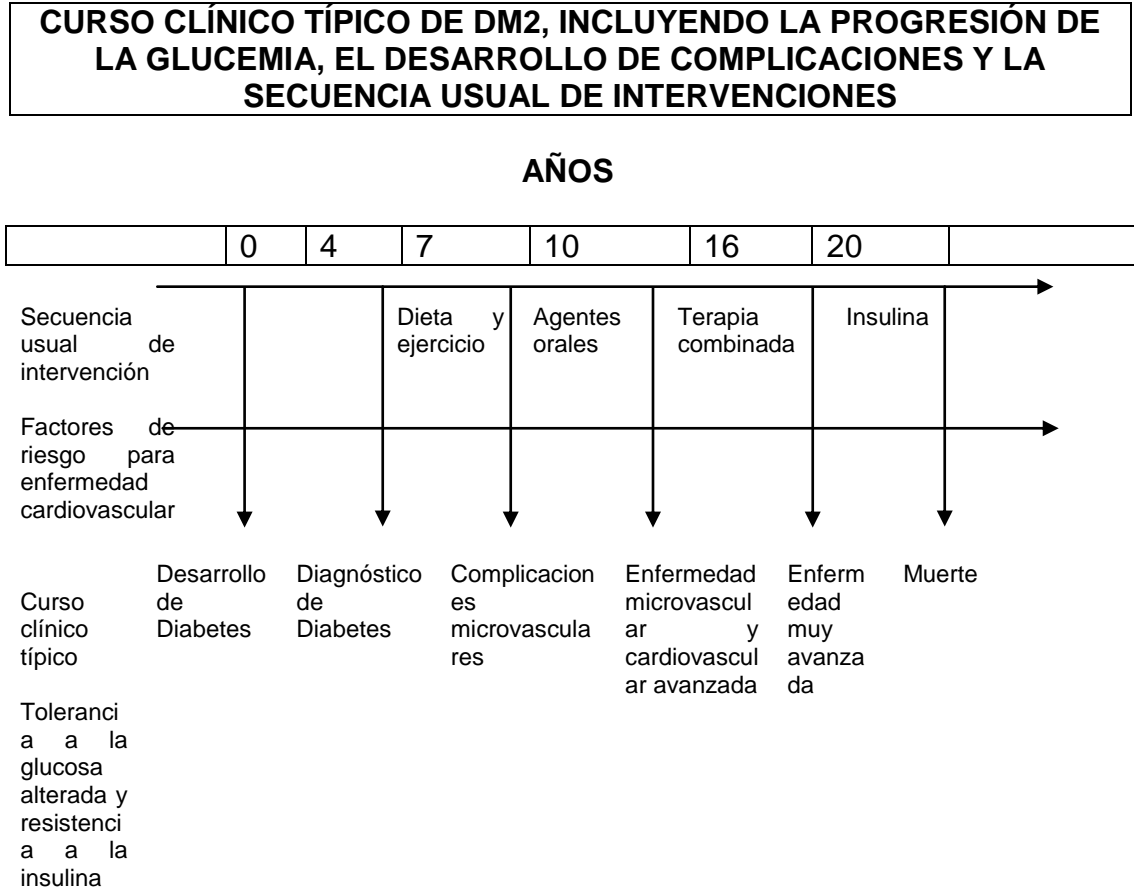 CURSO CLÍNICO TÍPICO DE DM2, INCLUYENDO LA PROGRESIÓN DE
LA GLUCEMIA, EL DESARROLLO DE COMPLICACIONES Y LA
SECUENCIA USUAL DE INTERVENCIONES
AÑOS
0 4 7 10 16 20
Secuencia
usual de
intervención
Dieta y
ejercicio
Agentes
orales
Terapia
combinada
Insulina
Factores de
riesgo para
enfermedad
cardiovascular
Curso
clínico
típico
Desarrollo
de
Diabetes
Diagnóstico
de
Diabetes
Complicacion
es
microvascula
res
Enfermedad
microvascul
ar y
cardiovascul
ar avanzada
Enferm
edad
muy
avanza
da
Muerte
Toleranci
a a la
glucosa
alterada y
resistenci
a a la
insulina